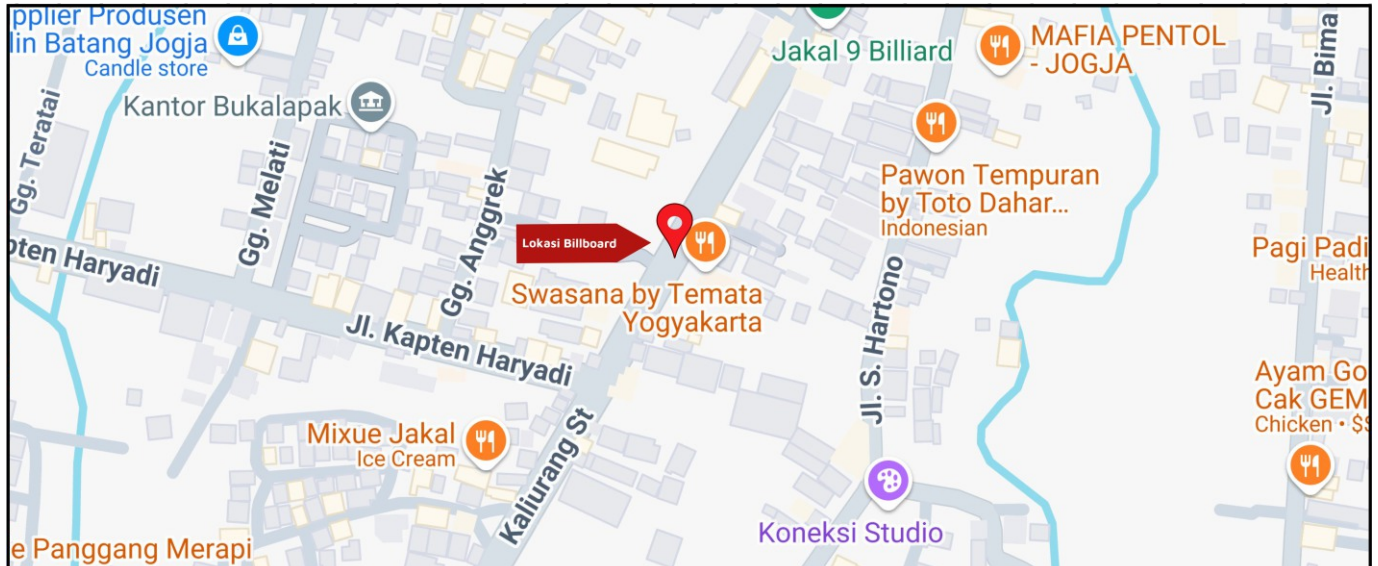 pplier Produsen
lin Batang Jogja
Candle store
Kantor Bukalapak
Jakal 9 Billiard
MAFIA PENTOL
- JOGJA
Jl. Bima
Gg. Teratai
Gg. Melati
Gg. Anggrek
Pawon Tempuran
by Toto Dahar...
Indonesian
Lokasi Billboard
pten Haryadi
Pagi Padi
Health
Swasana by Temata
Yogyakarta
Jl. S. Hartono
Jl. Kapten Haryadi
Ayam Go
Cak GEM
Chicken • $$
Mixue Jakal
Ice Cream
Kaliurang St
Koneksi Studio
e Panggang Merapi